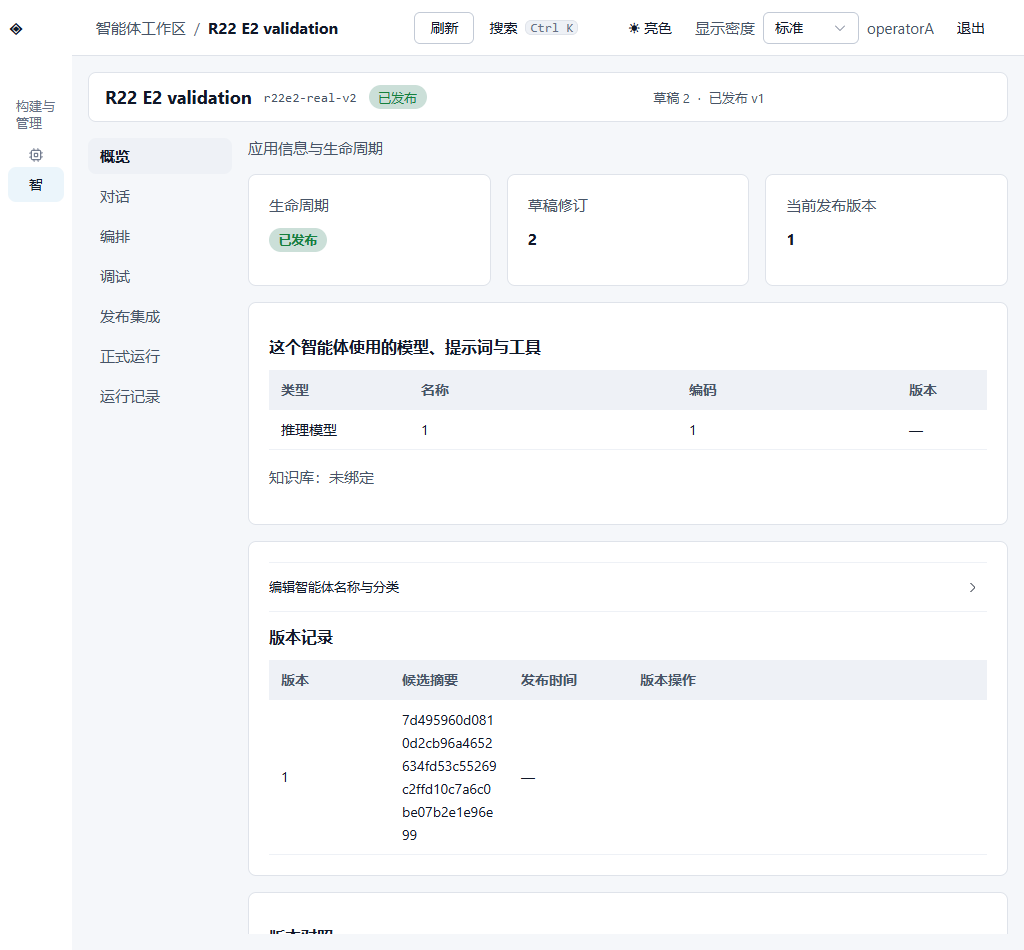 智能体工作区 / R22 E2 validation 刷新 搜索 Ctrl K 亮色 显示密度 标准 operatorA 退出
构建与
管理
智
R22 E2 validation r22e2-real-v2 已发布 草稿 2 · 已发布 v1
概览
对话
编排
调试
发布集成
正式运行
运行记录
应用信息与生命周期
生命周期 草稿修订 当前发布版本
已发布 2 1
这个智能体使用的模型、提示词与工具
类型 名称 编码 版本
推理模型 1 1 —
知识库：未绑定
编辑智能体名称与分类
版本记录
版本 候选摘要 发布时间 版本操作
7d495960d081
0d2cb96a4652
634fd53c55269
1 c2ffd10c7a6c0 —
be07b2e1e96e
99